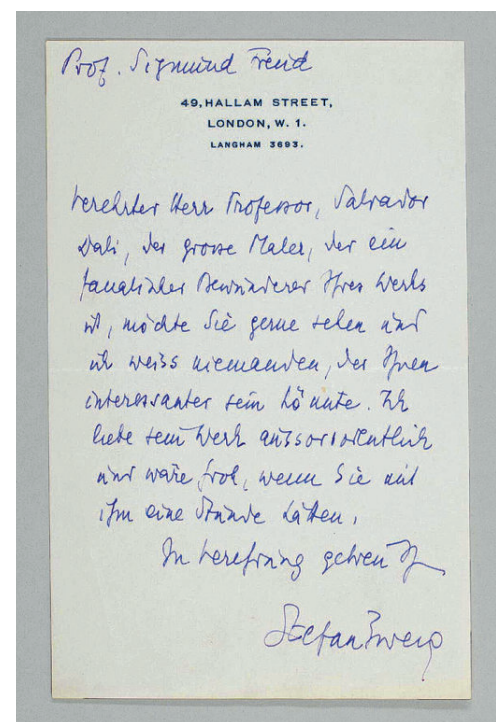 Prof. Sigmund Freud
49, HALLAM STREET,
LONDON, W. 1.
LANGHAM 3693.
Verehrter Herr Professor, Salvador
Dali, der grosse Maler, der ein
fanatischer Bewunderer Ihres Werks
ist, möchte Sie gerne sehen und
ich weiss niemanden, der Ihnen
interessanter sein könnte. Ich
liebe sein Werk ausserordentlich
und wäre froh, wenn Sie mit
ihm eine Stunde hätten.
In Verehrung getreu Ihr
Stefan Zweig